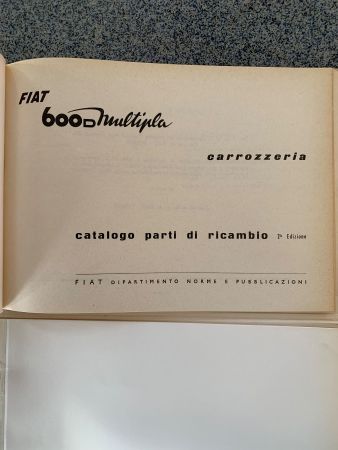 FIAT
600D Multipla
carrozzeria
catalogo parti di ricambio 2ª Edizione
FIAT DIPARTIMENTO NORME E PUBBLICAZIONI